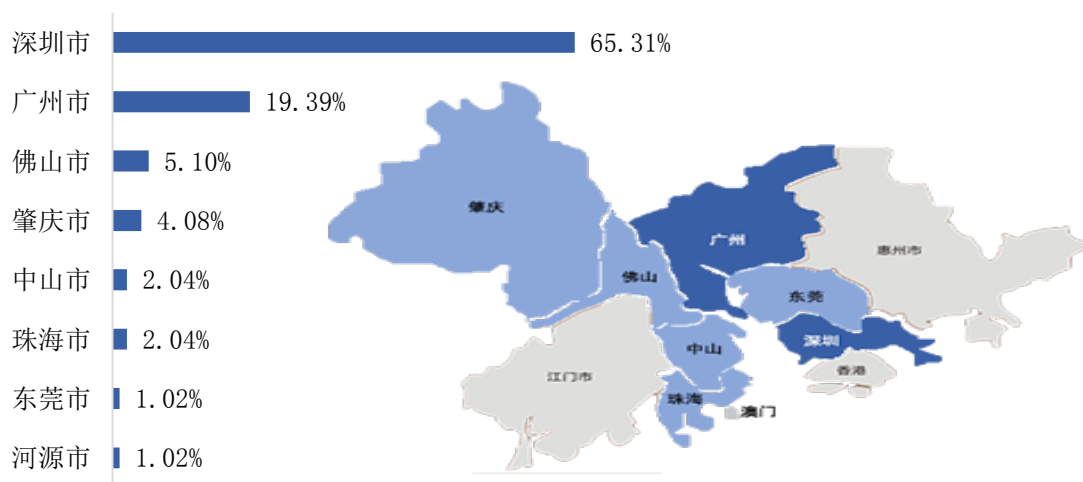 深圳市 65.31%
广州市 19.39%
佛山市 5.10%
肇庆市 4.08%
中山市 2.04%
珠海市 2.04%
东莞市 1.02%
河源市 1.02%
肇庆
广州
惠州市
佛山
东莞
深圳
中山
香港
江门市
珠海
澳门